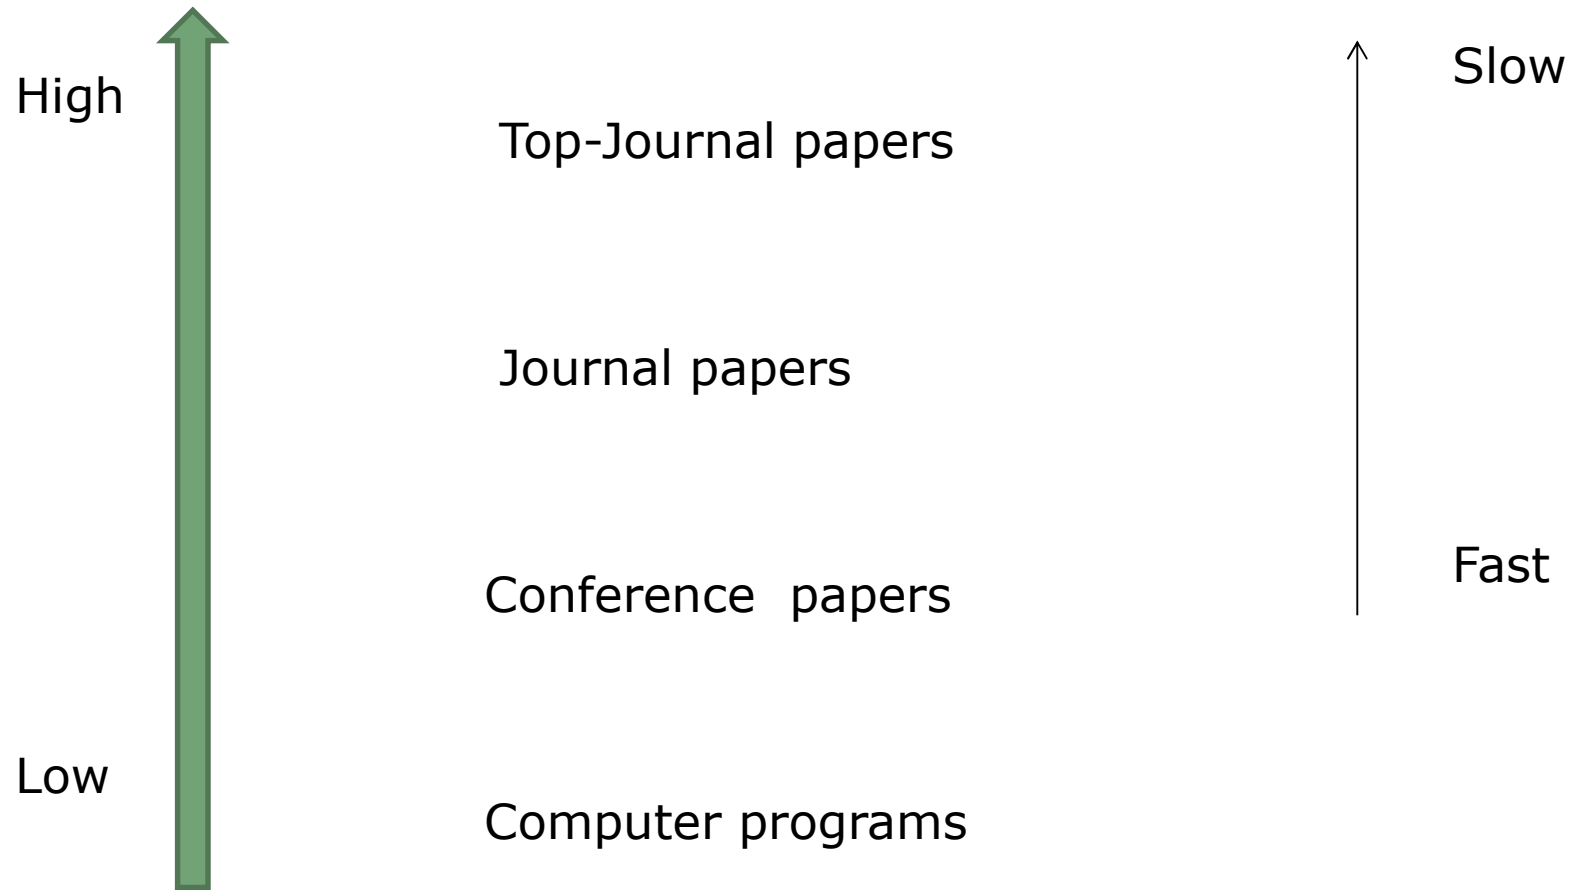 Slow
High
Top-Journal papers
Journal papers
Fast
Conference  papers
Low
Computer programs